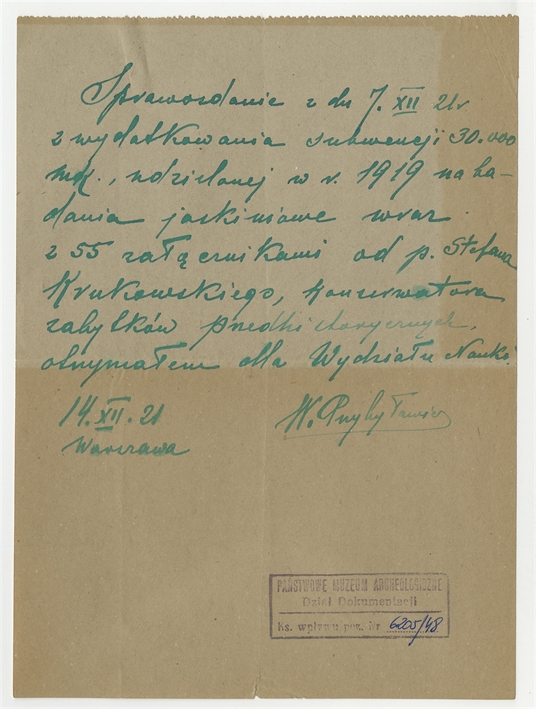 Sprawozdanie z dn 7. XII 21r
z wydatkowania subwencji 30.000
mk., udzielonej w r. 1919 na ba-
dania jaskiniowe wraz
z 55 załącznikami od p. Stefana
Krukowskiego, konserwatora
zabytków przedhistorycznych,
otrzymałem dla Wydziału Nauki
14. XII. 21
Warszawa
PAŃSTWOWE MUZEUM ARCHEOLOGICZNE
Dział Dokumentacji
Ks. wpływu poz. Nr 6205/48